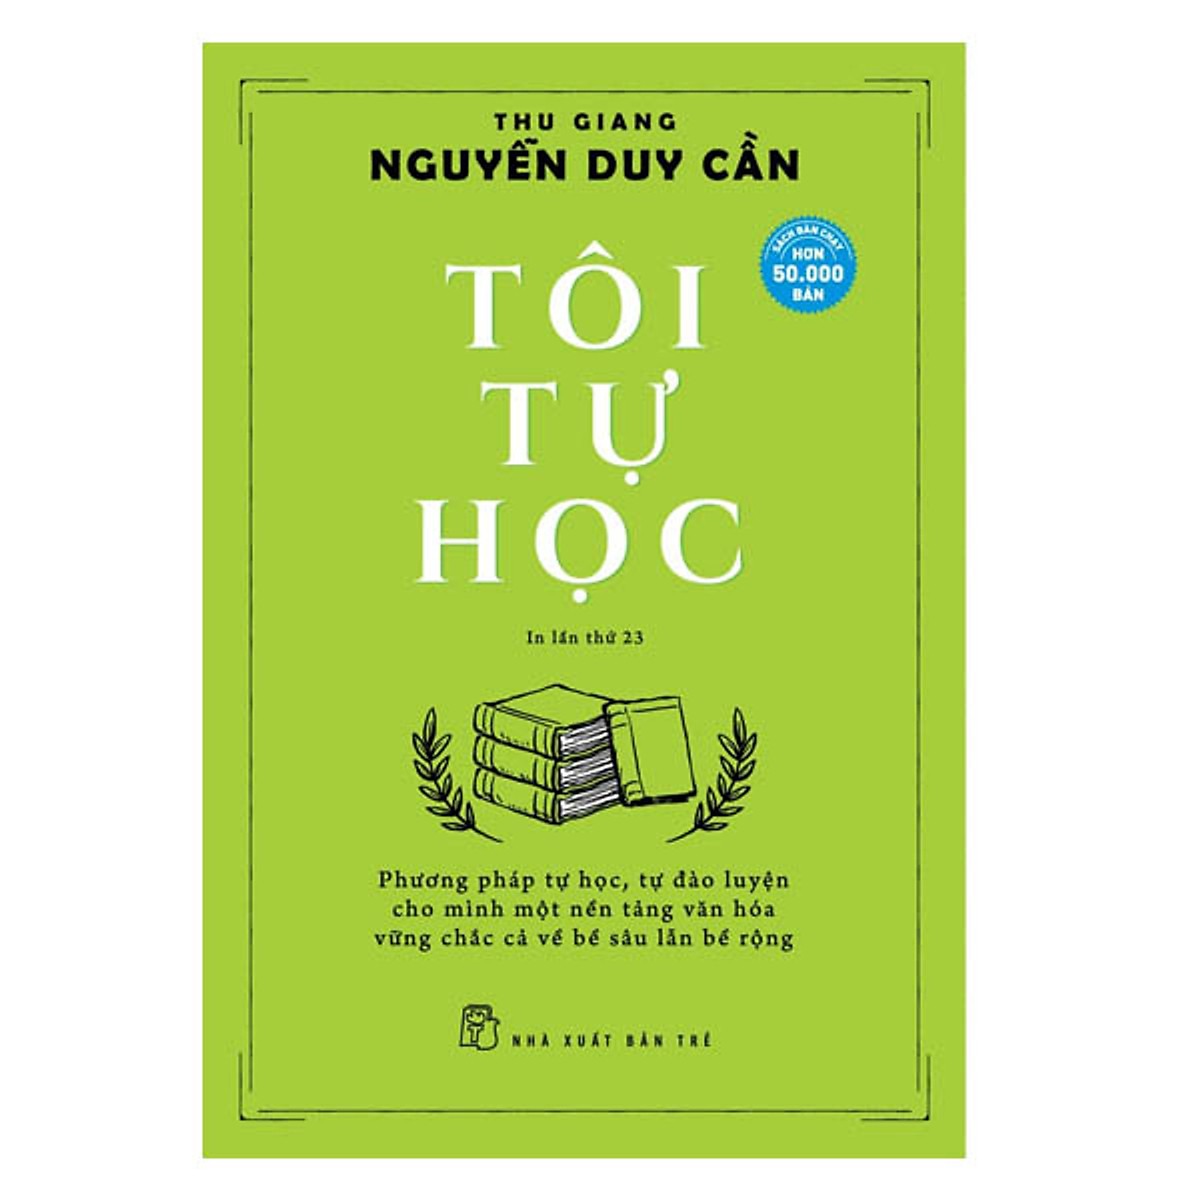 THU GIANG
NGUYỄN DUY CẦN
SÁCH BÁN CHẠY
HƠN
50.000
BẢN
TÔI
TỰ
HỌC
In lần thứ 23
Phương pháp tự học, tự đào luyện
cho mình một nền tảng văn hóa
vững chắc cả về bề sâu lẫn bề rộng
NHÀ XUẤT BẢN TRẺ